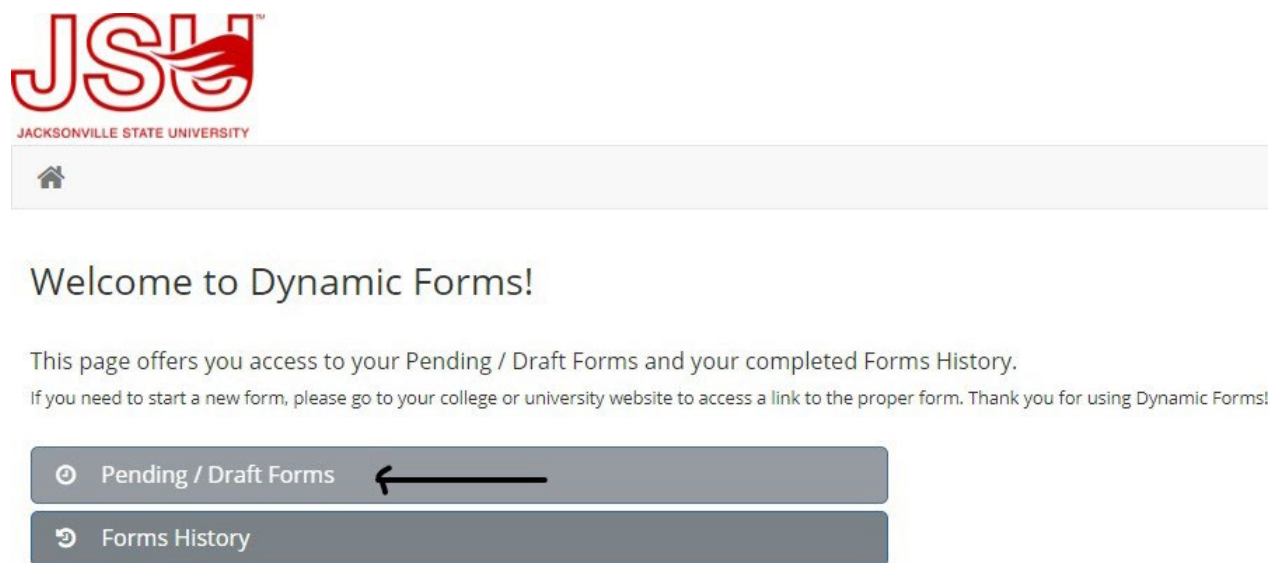 JSU™
JACKSONVILLE STATE UNIVERSITY
Welcome to Dynamic Forms!
This page offers you access to your Pending / Draft Forms and your completed Forms History.
If you need to start a new form, please go to your college or university website to access a link to the proper form. Thank you for using Dynamic Forms!
Pending / Draft Forms
Forms History